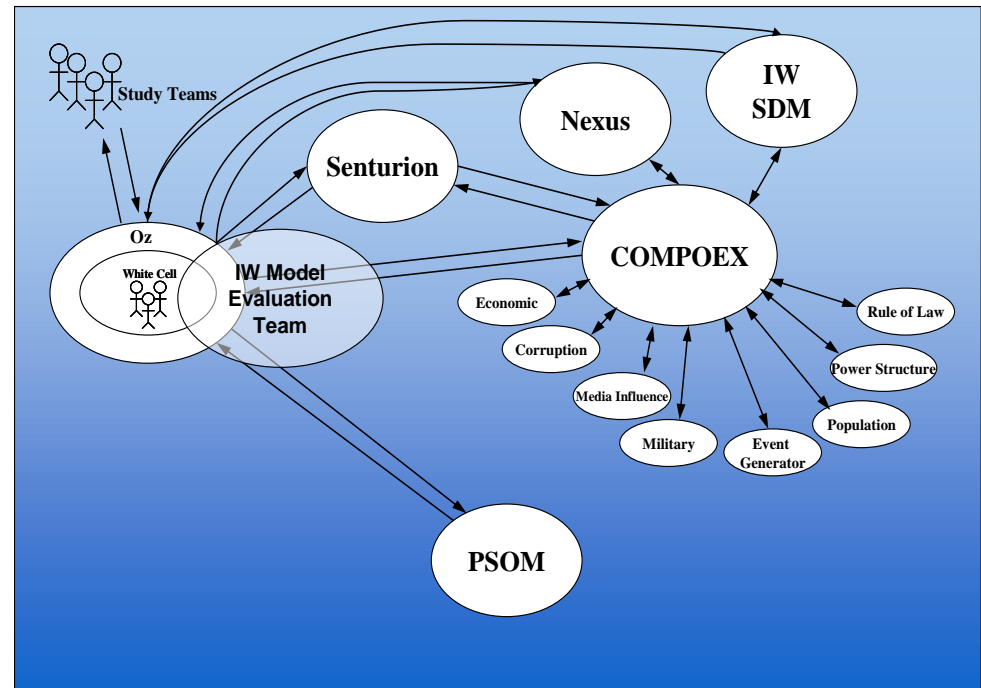 Study Teams
IW
SDM
Nexus
Senturion
Oz
White Cell
IW Model
Evaluation
Team
COMPOEX
Economic
Corruption
Media Influence
Military
Event
Generator
Population
Power Structure
Rule of Law
PSOM